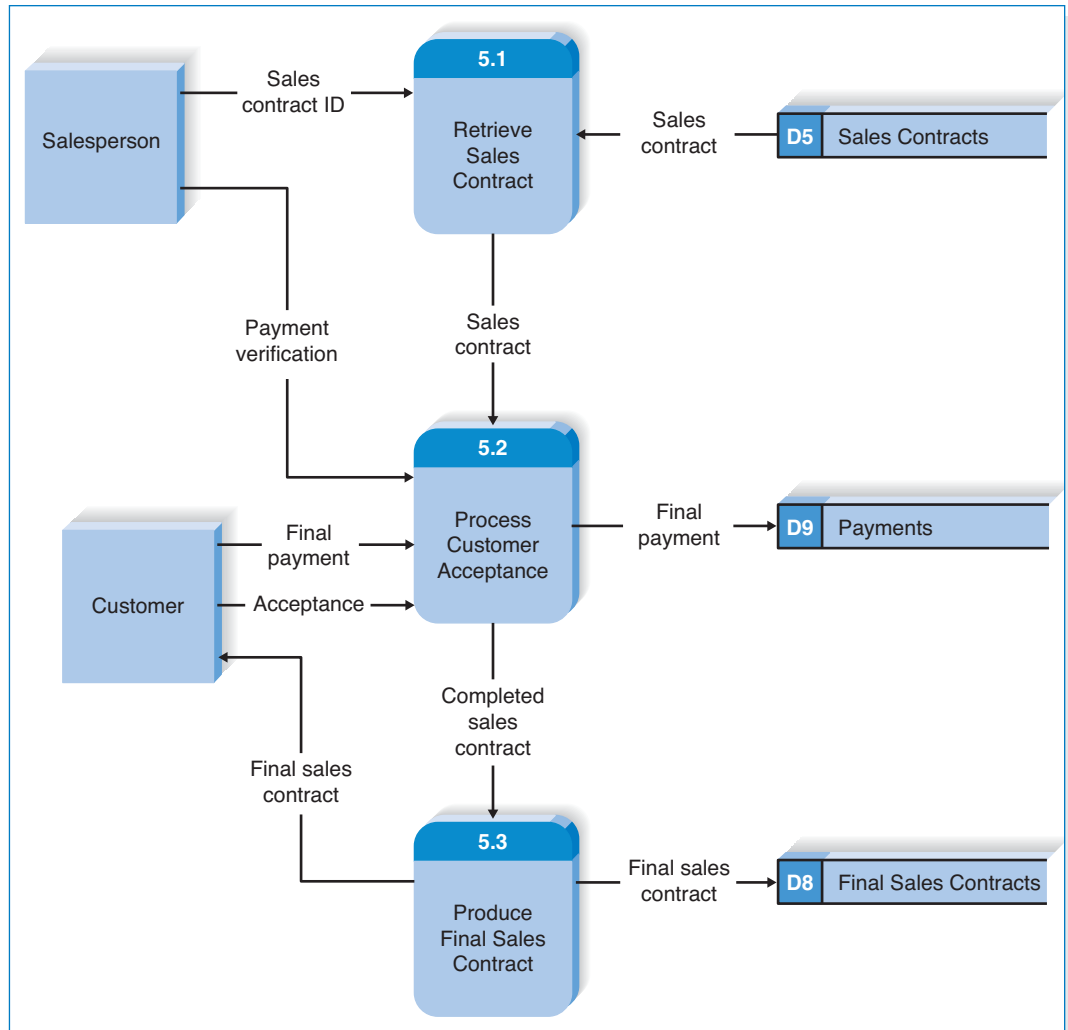 5.1
Sales
contract ID
Salesperson
Retrieve
Sales
Contract
Sales
contract
D5 Sales Contracts
Payment
verification
Sales
contract
5.2
Process
Customer
Acceptance
Final
payment
Acceptance
Customer
Final
payment
D9 Payments
Completed
sales
contract
Final sales
contract
5.3
Produce
Final Sales
Contract
Final sales
contract
D8 Final Sales Contracts